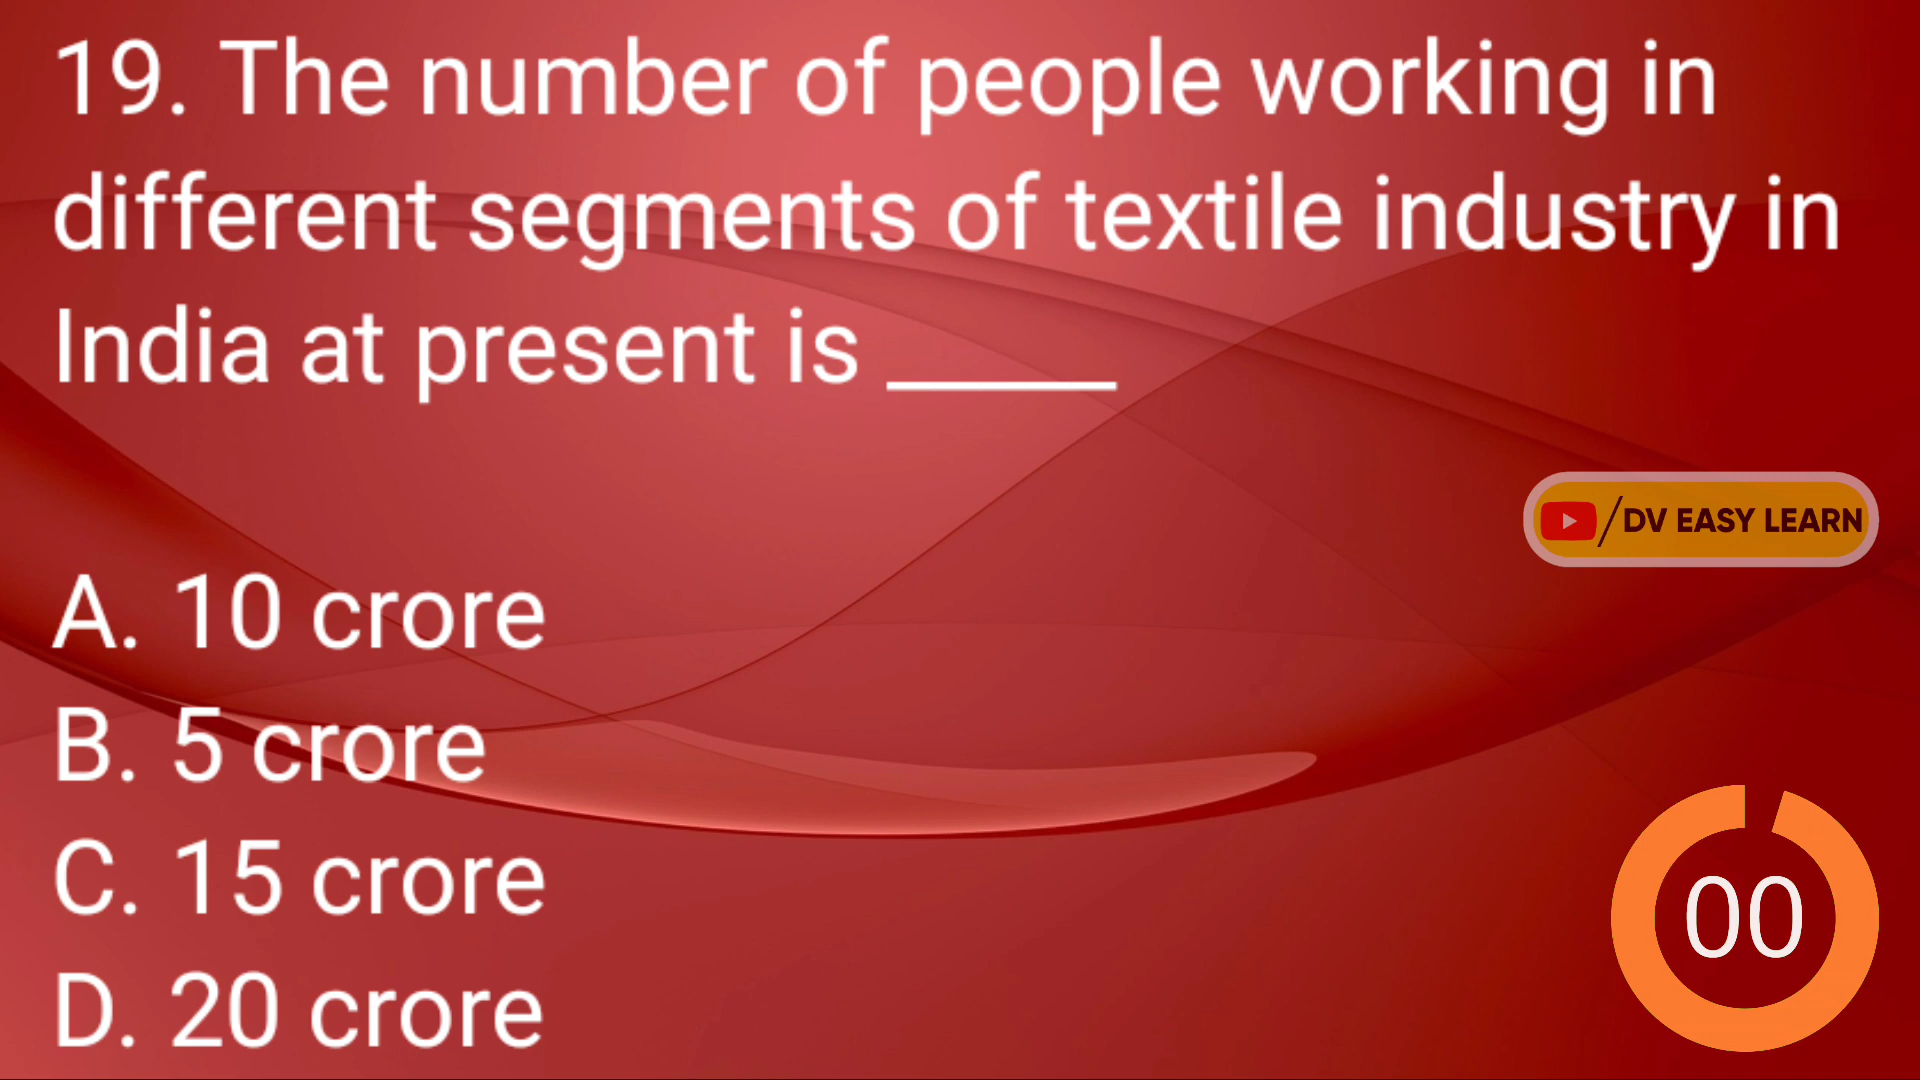 19. The number of people working in
different segments of textile industry in
India at present is _____
/DV EASY LEARN
A. 10 crore
B. 5 crore
C. 15 crore
D. 20 crore
00